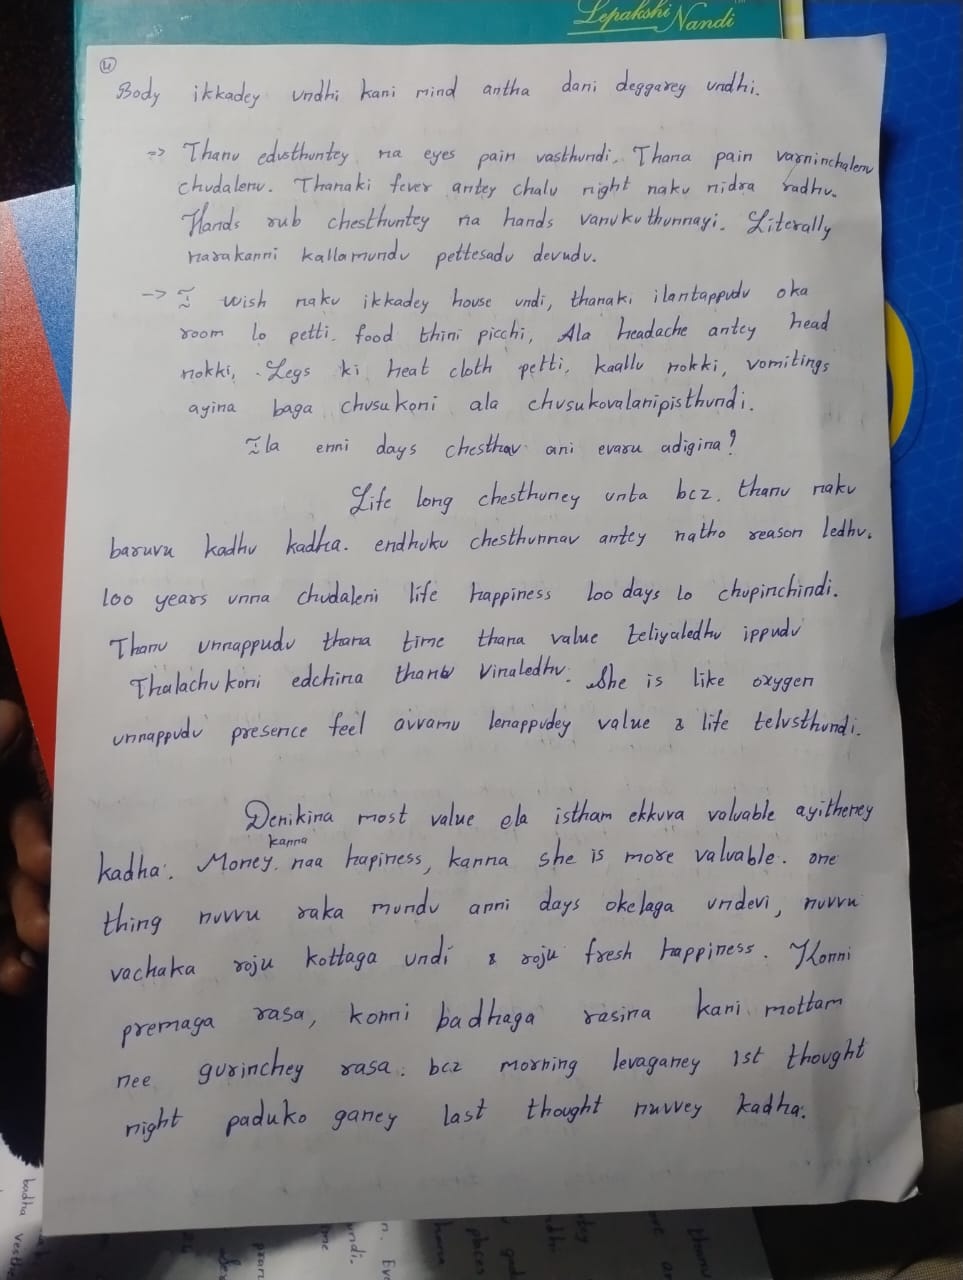 Lepakshi Nandi
4
Body ikkadey undhi kani mind antha dani deggarey undhi.
=> Thanu edusthuntey na eyes pain vasthundi. Thana pain varninchalenu
chudalenu. Thanaki fever antey chalu night naku nidra radhu.
Hands rub chesthuntey na hands vanukuthunnayi. Literally
narakanni kallamundu pettesadu devudu.
-> I wish naku ikkadey house undi, thanaki ilantappudu oka
room lo petti, food thini picchi, Ala headache antey head
nokki, Legs ki heat cloth petti, kaallu nokki, vomitings
ayina baga chusukoni ala chusukovalanipisthundi.
Ila enni days chesthav ani evaru adigina?
Life long chesthuney unta bcz. thanu naku
baruvu kadhu kadha. endhuku chesthunnav antey natho reason ledhu.
100 years unna chudaleni life happiness 100 days lo chupinchindi.
Thanu unnappudu thana time thana value teliyaledhu ippudu
Thalachukoni edchina thanu vinaledhu. She is like oxygen
unnappudu presence feel avvamu lenappudey value & life telusthundi.
Denikina most value ela istham ekkuva valuable ayitheney
kanna
kadha. Money. naa hapiness, kanna she is more valuable. one
thing nuvvu raka mundu anni days okelaga undevi, nuvvu
vachaka roju kottaga undi & roju fresh happiness. Konni
premaga rasa, konni badhaga rasina kani mottam
nee gurinchey rasa. bcz morning levaganey 1st thought
night paduko ganey last thought nuvvey kadha.
badha